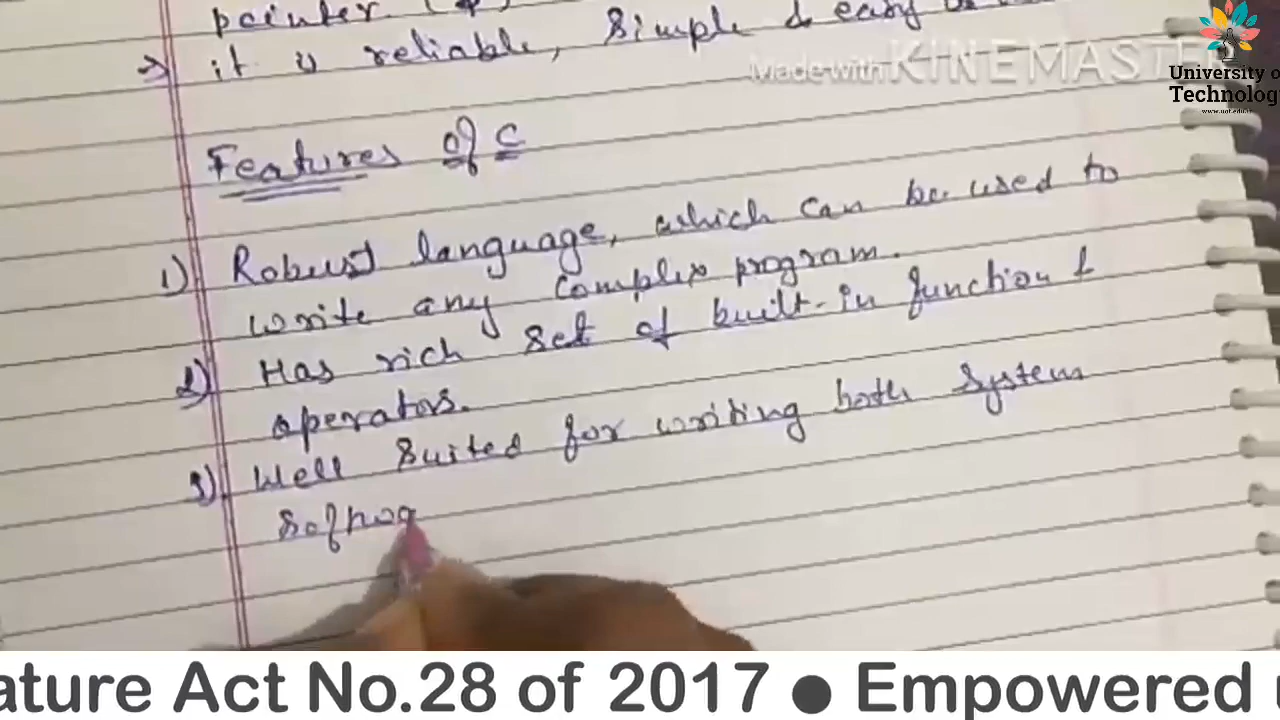 pointer.
→ it is reliable, simple & easy
Made with KINEMASTER
University of
Technology
Features of C
1) Robust language, which can be used to
write any complex program.
2) Has rich set of built-in function &
operators.
3) Well suited for writing both system
Softwa
ature Act No.28 of 2017 ● Empowered